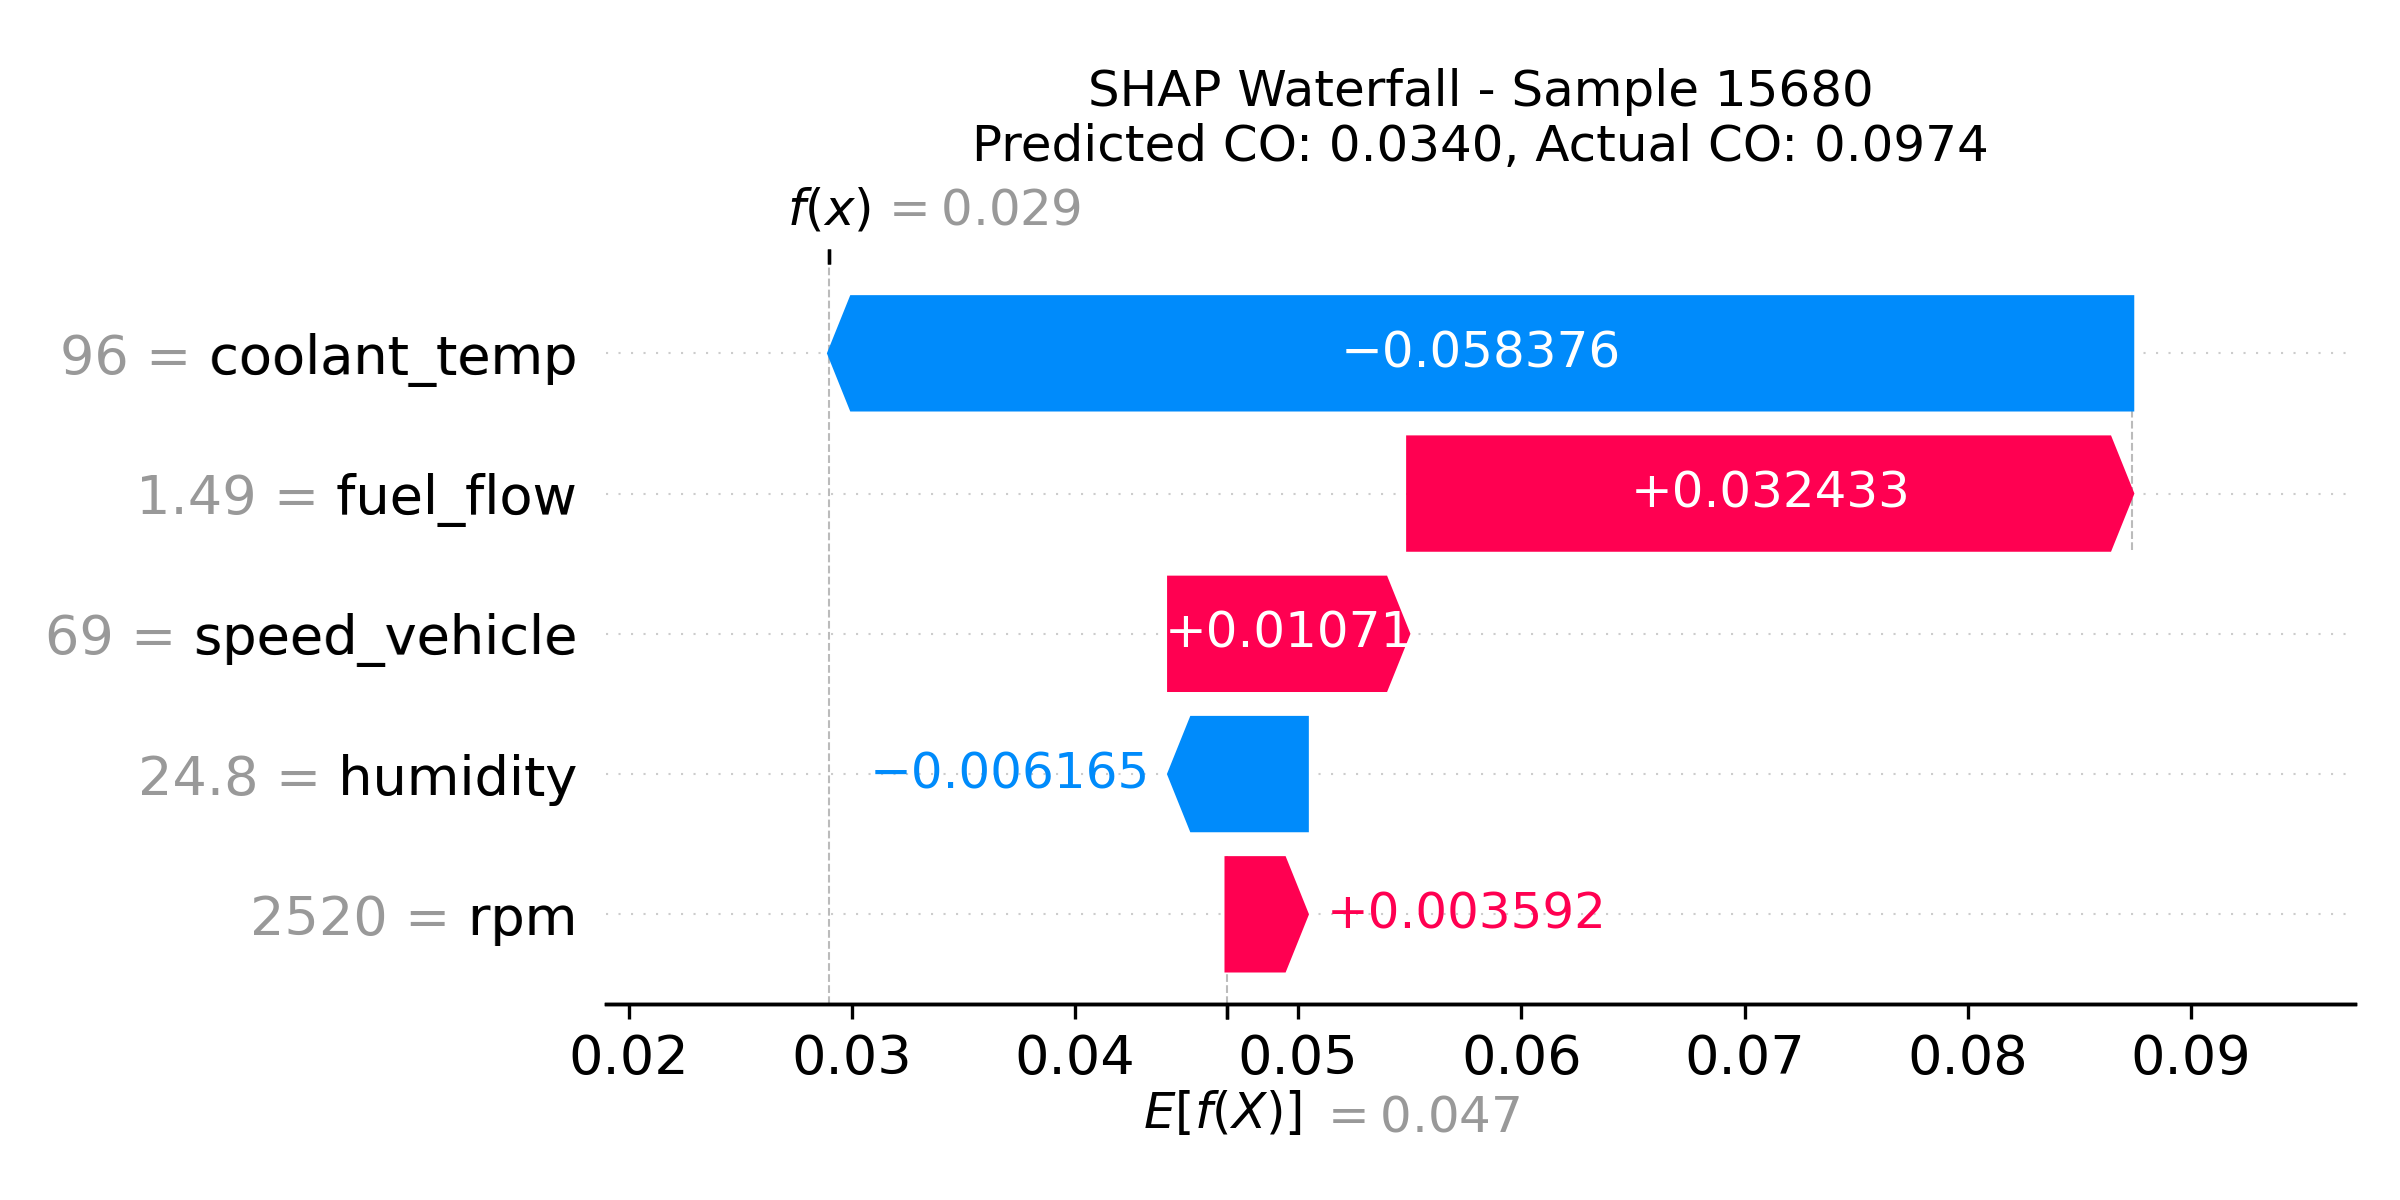 SHAP Waterfall - Sample 15680
Predicted CO: 0.0340, Actual CO: 0.0974
f(x) = 0.029
96 = coolant_temp −0.058376
1.49 = fuel_flow +0.032433
69 = speed_vehicle +0.01071
24.8 = humidity −0.006165
2520 = rpm +0.003592
0.02 0.03 0.04 0.05 0.06 0.07 0.08 0.09
E[f(X)] = 0.047